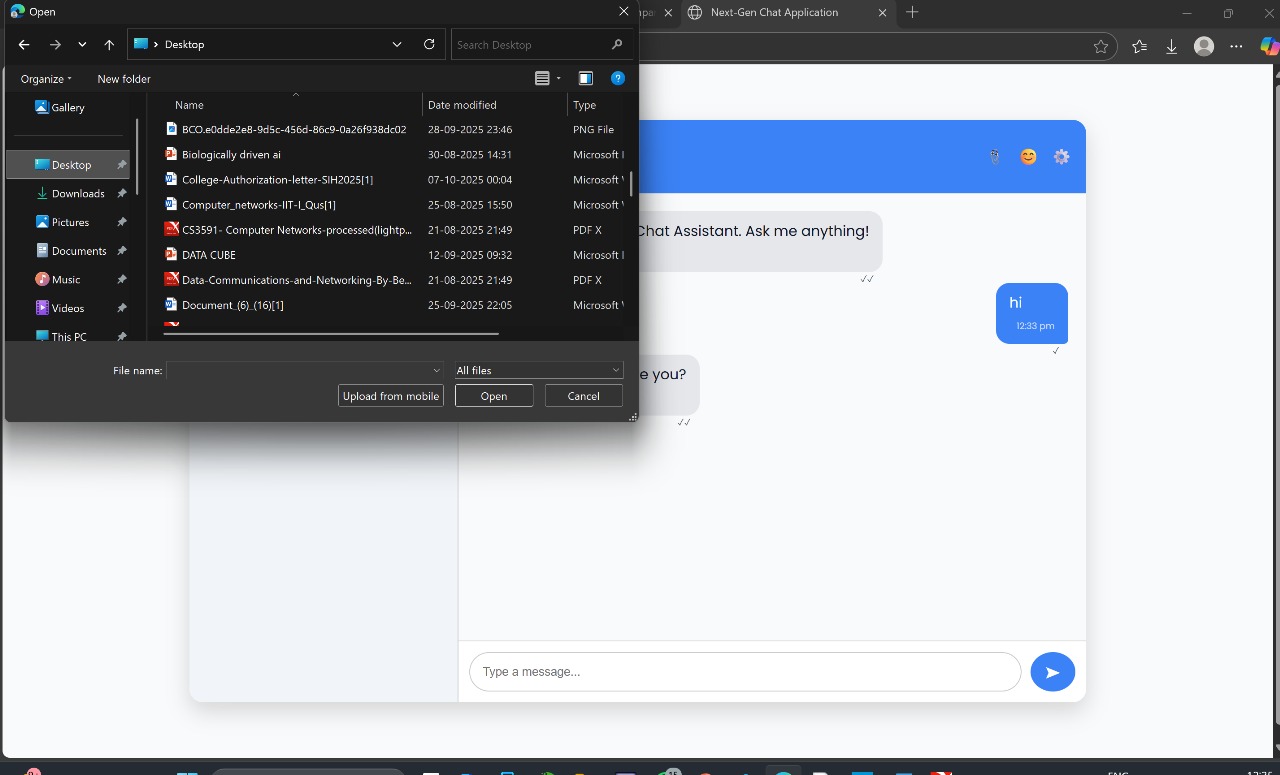 Open
Next-Gen Chat Application
Desktop
Search Desktop
Organize
New folder
Gallery
Desktop
Downloads
Pictures
Documents
Music
Videos
This PC
Name Date modified Type
BCO.e0dde2e8-9d5c-456d-86c9-0a26f938dc02 28-09-2025 23:46 PNG File
Biologically driven ai 30-08-2025 14:31 Microsoft
College-Authorization-letter-SIH2025[1] 07-10-2025 00:04 Microsoft
Computer_networks-IIT-I_Qus[1] 25-08-2025 15:50 Microsoft
CS3591- Computer Networks-processed(lightp... 21-08-2025 21:49 PDF X
DATA CUBE 12-09-2025 09:32 Microsoft
Data-Communications-and-Networking-By-Be... 21-08-2025 21:49 PDF X
Document_(6)_(16)[1] 25-09-2025 22:05 Microsoft
File name:
All files
Upload from mobile
Open
Cancel
Chat Assistant. Ask me anything!
hi
12:33 pm
you?
Type a message...